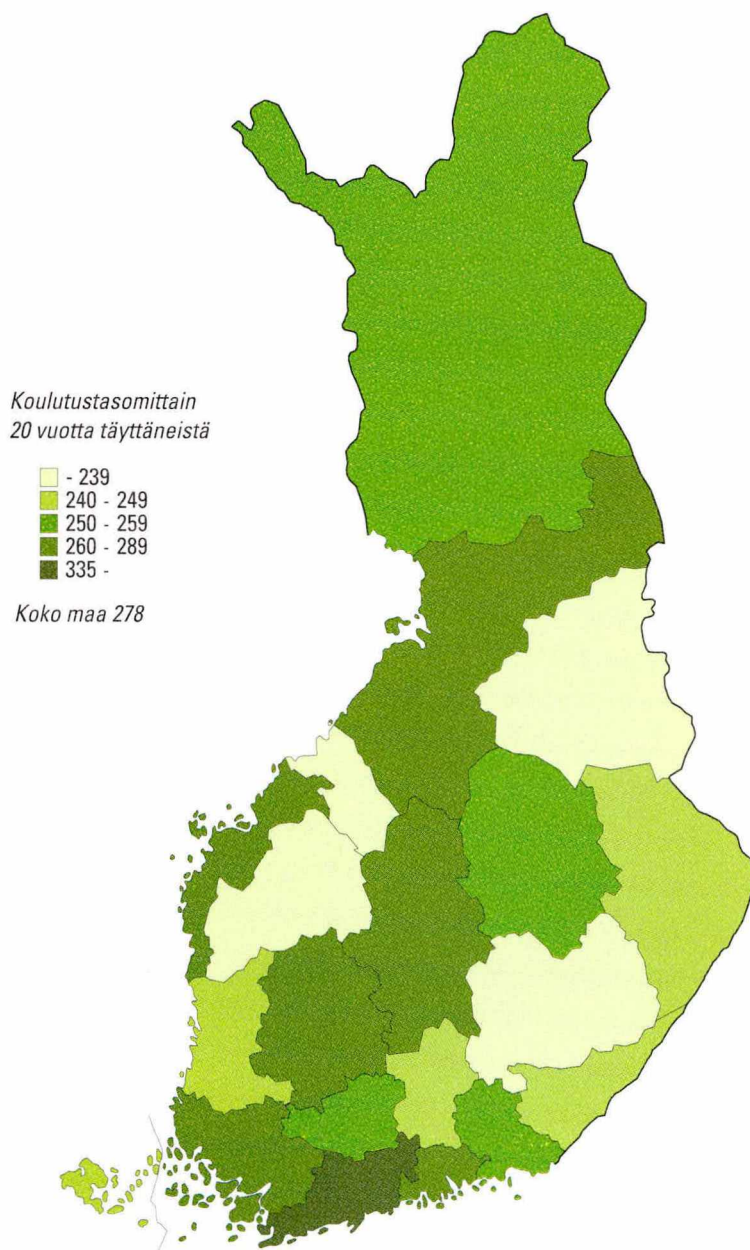 Koulutustasomittain
20 vuotta täyttäneistä
- 239
240 - 249
250 - 259
260 - 289
335 -
Koko maa 278